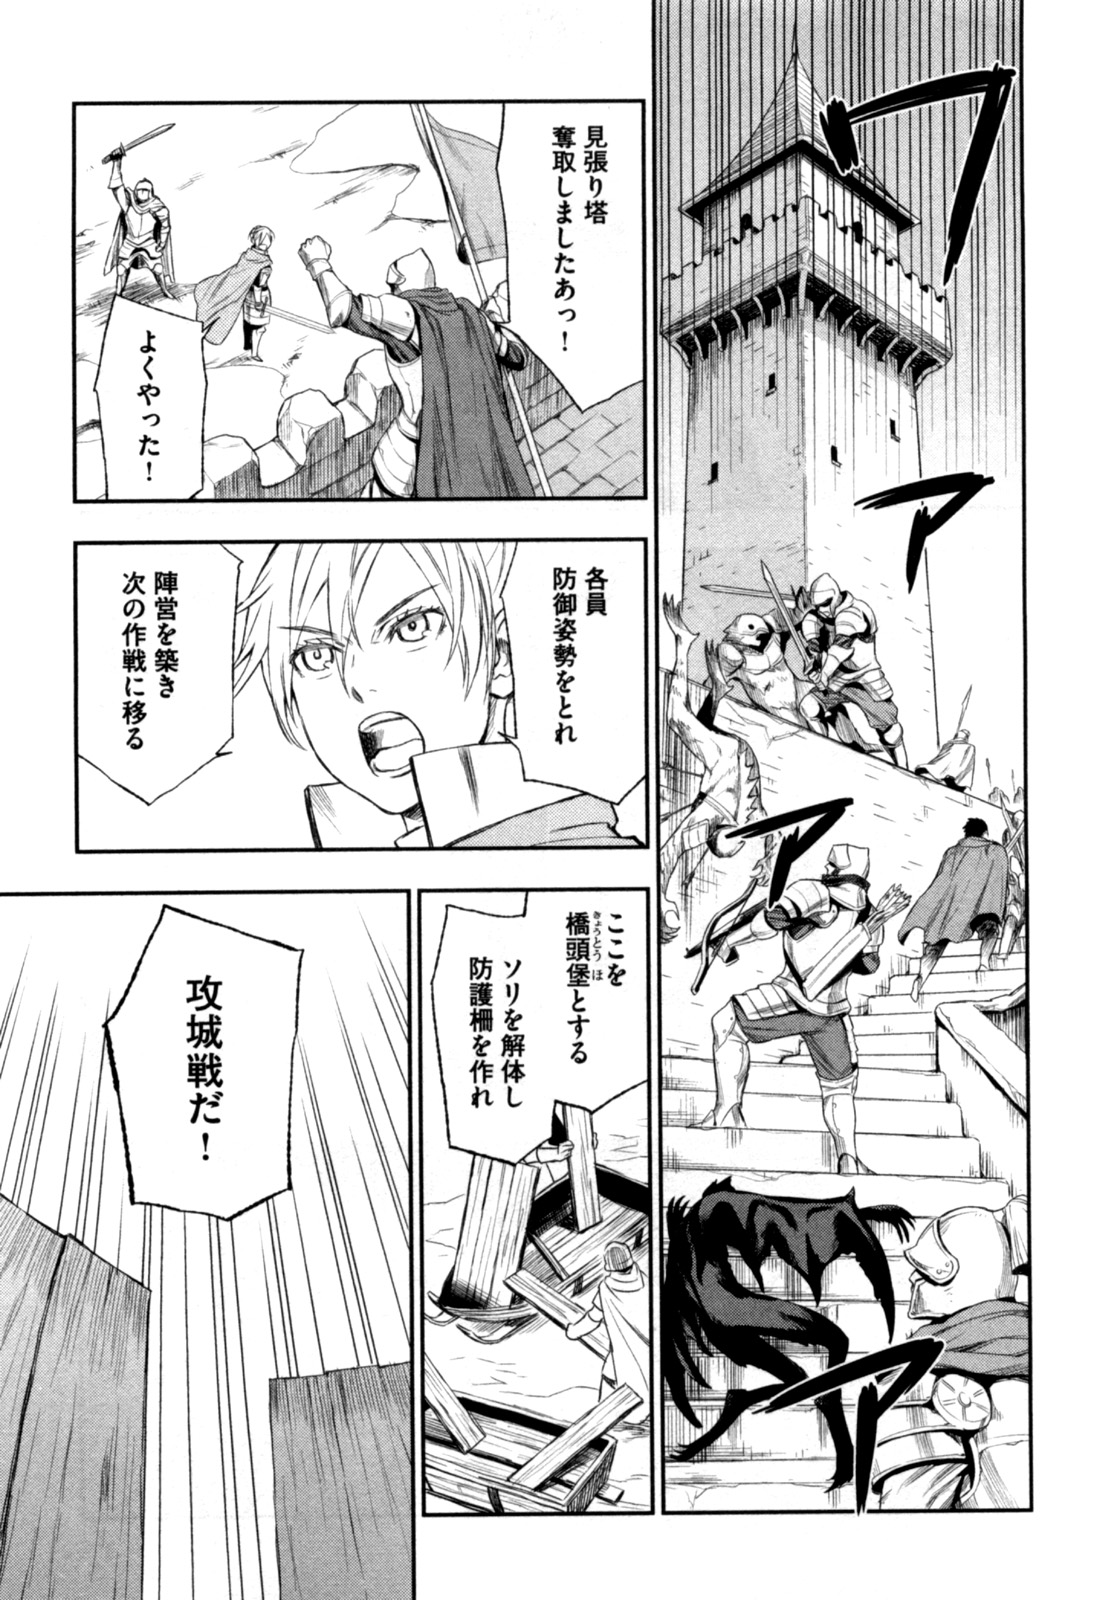 ワァァァ
見張り塔
奪取しましたあっ！
よくやった！
各員
防御姿勢をとれ
陣営を築き
次の作戦に移る
ここを
橋頭堡とする
きょうとうほ
ソリを解体し
防護柵を作れ
攻城戦だ！